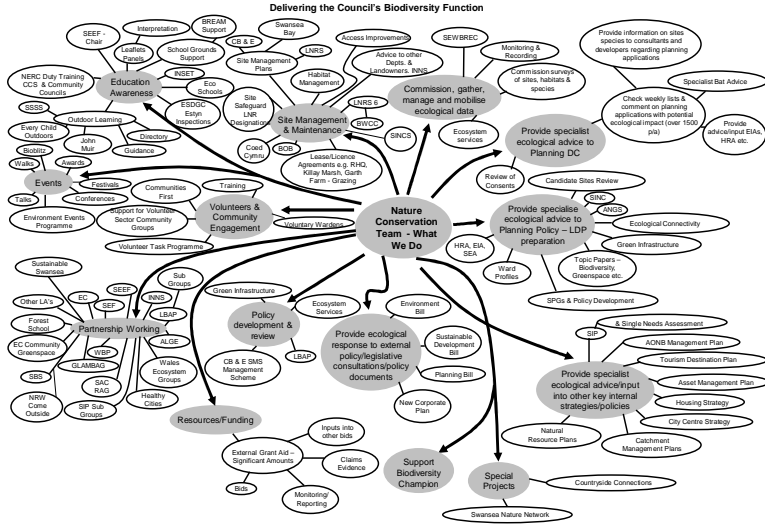 Delivering the Council's Biodiversity Function
SEEF -
Chair
Interpretation
Leaflets
Panels
BREAM
Support
School Grounds
Support
NERC Duty Training
CCS & Community
Councils
Education
Awareness
INSET
Eco
Schools
ESDGC
Estyn
Inspections
SSSS
Outdoor Learning
Every Child
Outdoors
John
Muir
Directory
Guidance
CB & E
Swansea
Bay
LNRS
Site Management
Plans
Access Improvements
Advice to other
Depts. &
Landowners. INNS
Habitat
Management
Site
Safeguard
LNR
Designations
Site Management
& Maintenance
LNRS 6
BWCC
SINCS
Coed
Cymru
BOB
Lease/Licence
Agreements e.g. RHQ,
Killay Marsh, Garth
Farm - Grazing
SEWBREC
Monitoring &
Recording
Commission surveys
of sites, habitats &
species
Commission, gather,
manage and mobilise
ecological data
Ecosystem
services
Provide information on sites
species to consultants and
developers regarding planning
applications
Specialist Bat Advice
Check weekly lists &
comment on planning
applications with potential
ecological impact (over 1500
p/a)
Provide
advice/input EIAs,
HRA etc.
Provide specialist
ecological advice to
Planning DC
Review of
Consents
Bioblitz
Walks
Awards
Events
Talks
Festivals
Conferences
Environment Events
Programme
Communities
First
Training
Support for Volunteer
Sector Community
Groups
Volunteers &
Community
Engagement
Voluntary Wardens
Volunteer Task Programme
Nature
Conservation
Team - What
We Do
Candidate Sites Review
SINC
ANGS
Provide specialise
ecological advice to
Planning Policy – LDP
preparation
Ecological Connectivity
Green Infrastructure
HRA, EIA,
SEA
Ward
Profiles
Topic Papers –
Biodiversity,
Greenspace etc.
SPGs & Policy Development
Sustainable
Swansea
Other LA's
EC
SEF
SEEF
INNS
Sub
Groups
LBAP
Forest
School
Partnership Working
ALGE
EC Community
Greenspace
WBP
GLAMBAG
Wales
Ecosystem
Groups
SBS
SAC
RAG
Healthy
Cities
NRW
Come
Outside
SIP Sub
Groups
Green Infrastructure
Ecosystem
Services
Policy
development &
review
LBAP
CB & E SMS
Management
Scheme
Environment
Bill
Sustainable
Development
Bill
Provide ecological
response to external
policy/legislative
consultations/policy
documents
Planning Bill
New Corporate
Plan
& Single Needs Assessment
SIP
AONB Management Plan
Tourism Destination Plan
Provide specialist
ecological advice/input
into other key internal
strategies/policies
Asset Management Plan
Housing Strategy
City Centre Strategy
Natural
Resource Plans
Catchment
Management Plans
Resources/Funding
Inputs into
other bids
External Grant Aid –
Significant Amounts
Claims
Evidence
Bids
Monitoring/
Reporting
Support
Biodiversity
Champion
Special
Projects
Countryside Connections
Swansea Nature Network